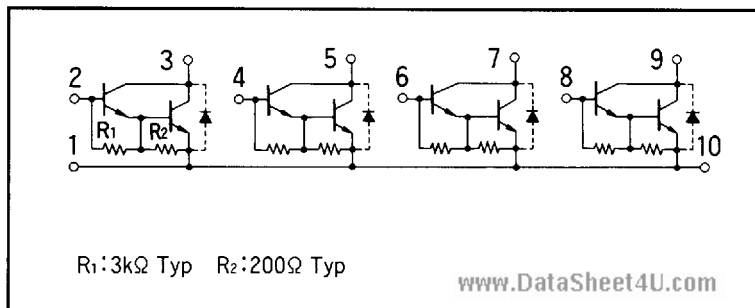 3 5 7 9
2 4 6 8
R₁ R₂
1 10
R₁:3kΩ Typ R₂:200Ω Typ
www.DataSheet4U.com